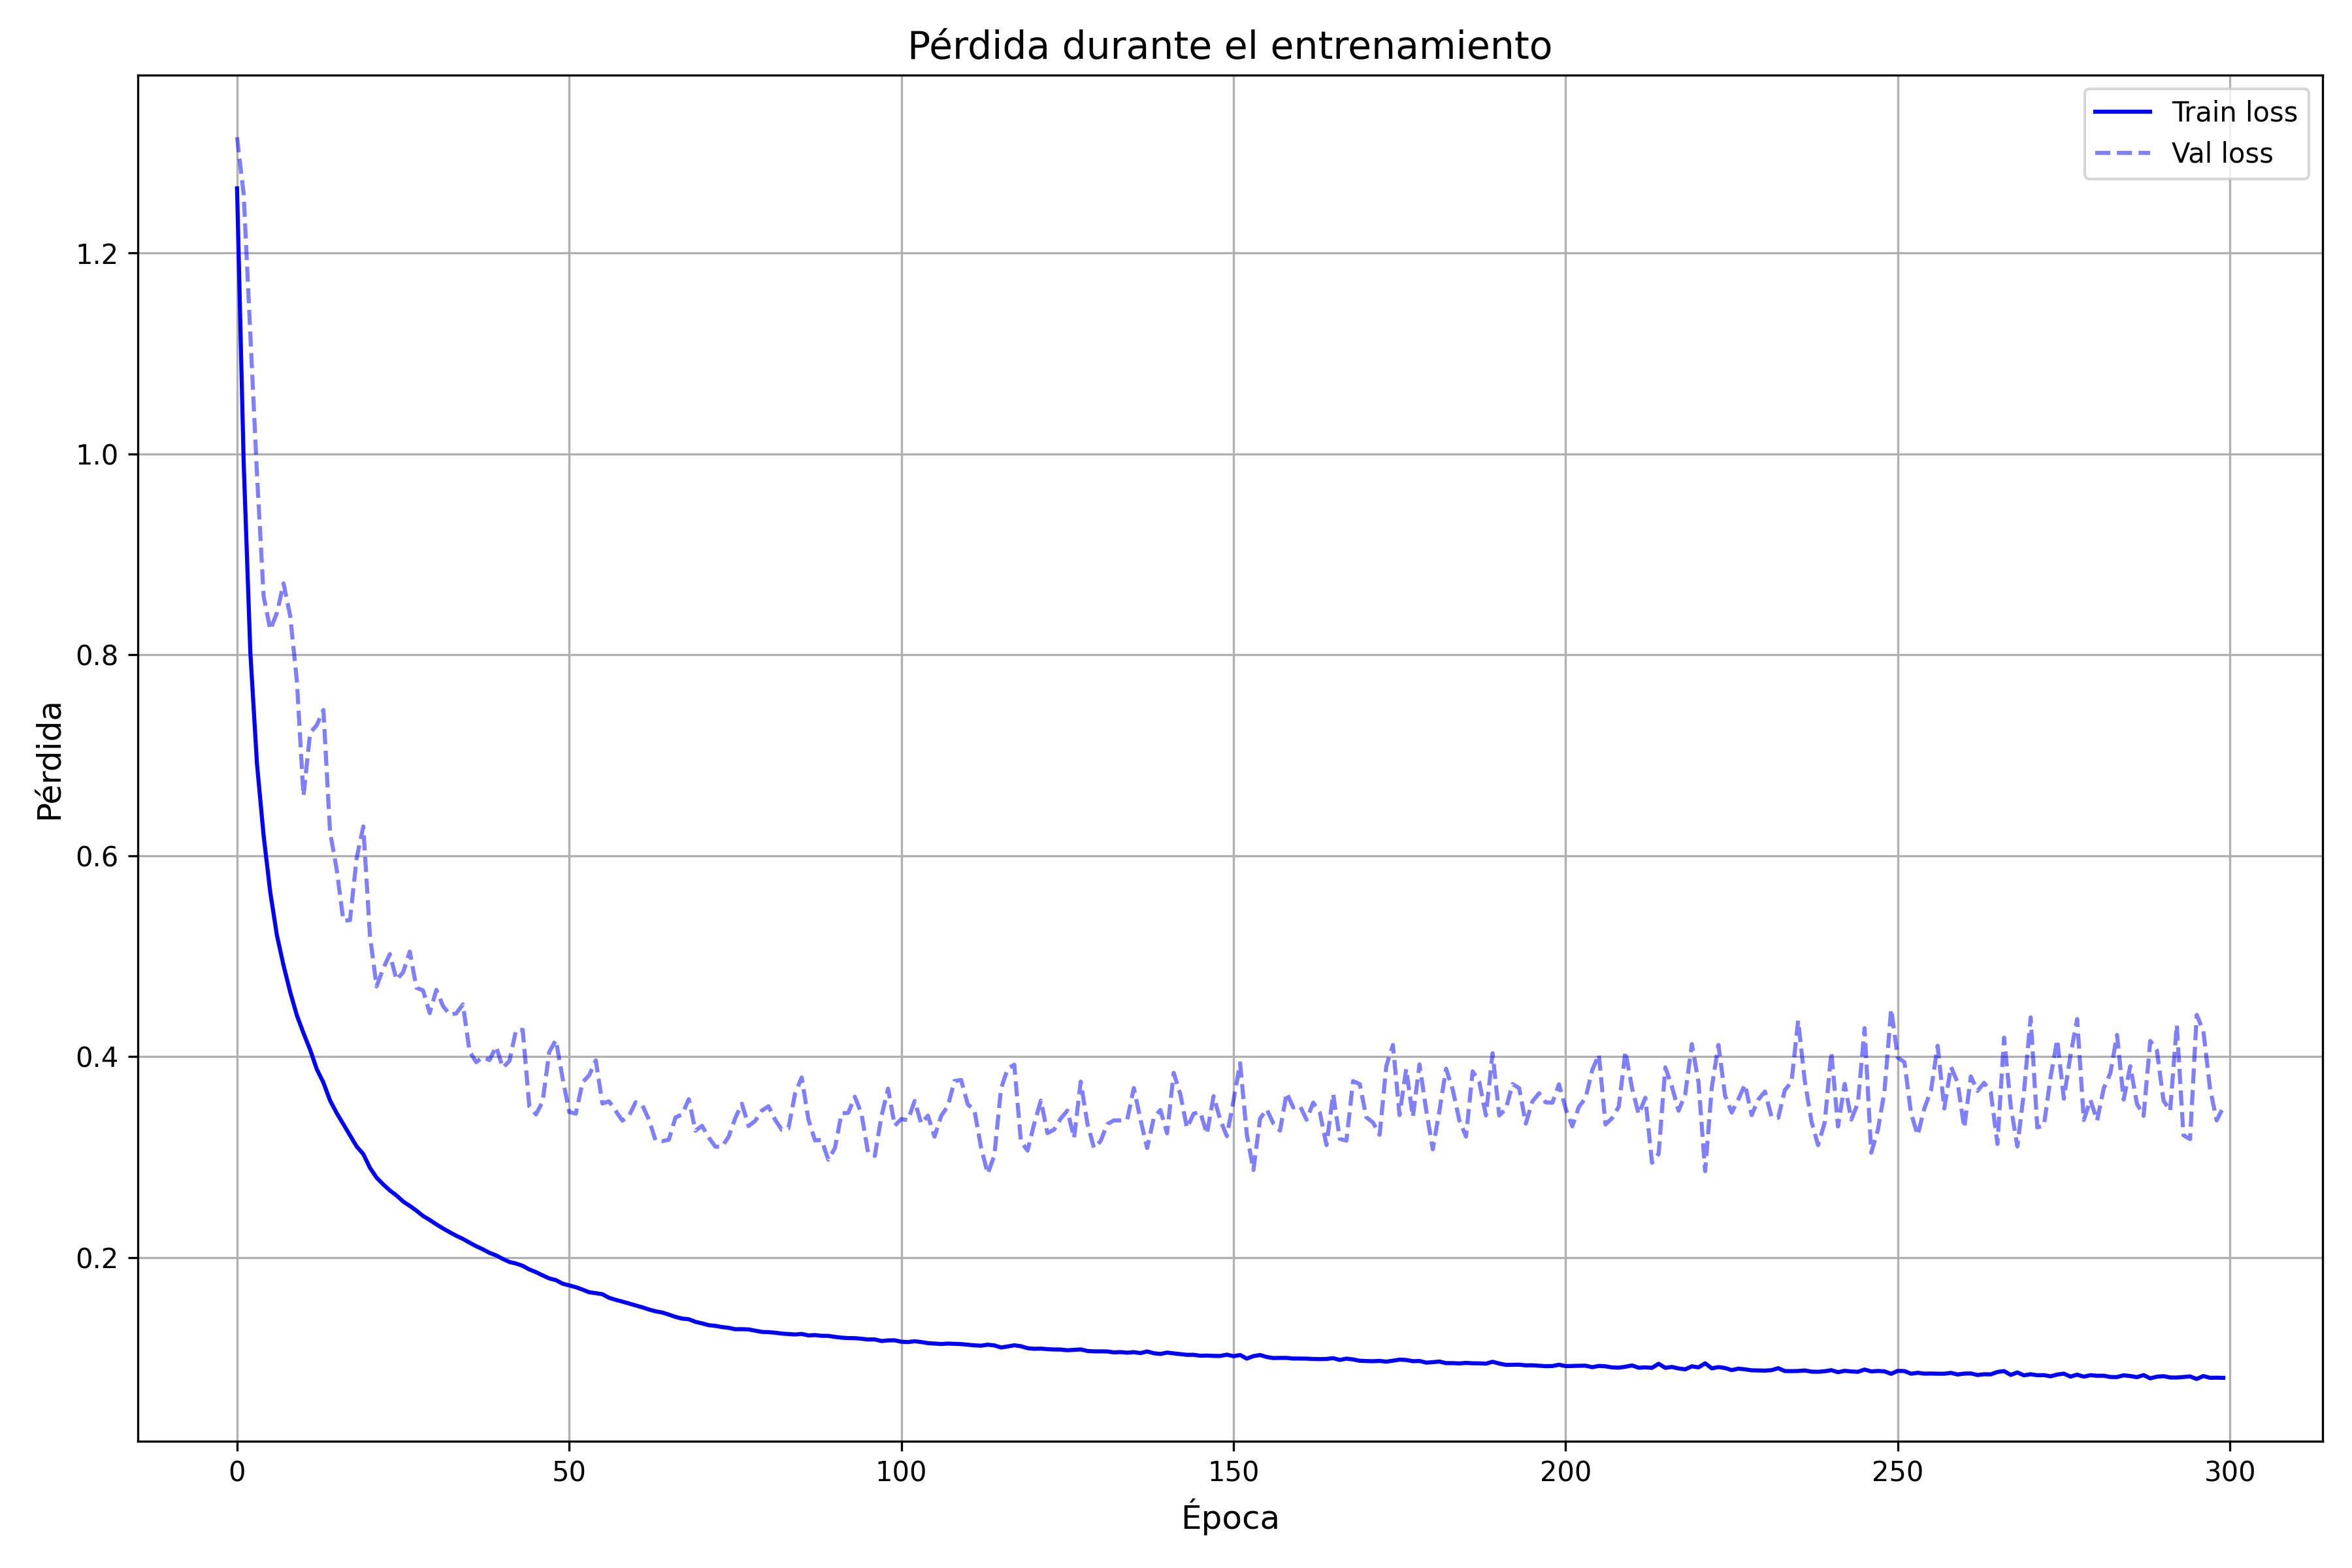 Pérdida durante el entrenamiento
Train loss
Val loss
1.2
1.0
0.8
0.6
0.4
0.2
Pérdida
0 50 100 150 200 250 300
Época